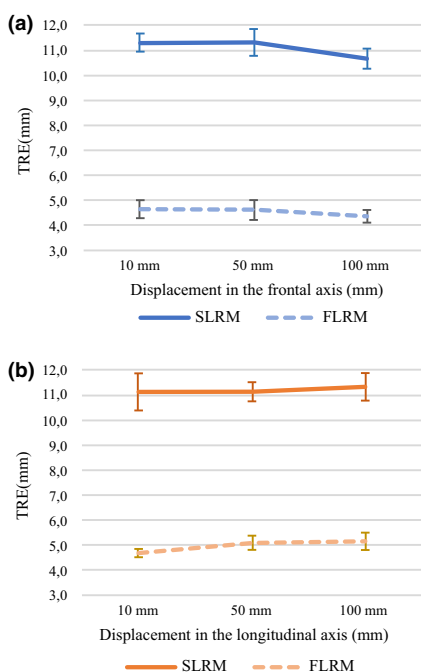 (a)
12,0
11,0
10,0
9,0
8,0
7,0
6,0
5,0
4,0
3,0
TRE(mm)
10 mm 50 mm 100 mm
Displacement in the frontal axis (mm)
SLRM FLRM
(b)
12,0
11,0
10,0
9,0
8,0
7,0
6,0
5,0
4,0
3,0
TRE(mm)
10 mm 50 mm 100 mm
Displacement in the longitudinal axis (mm)
SLRM FLRM